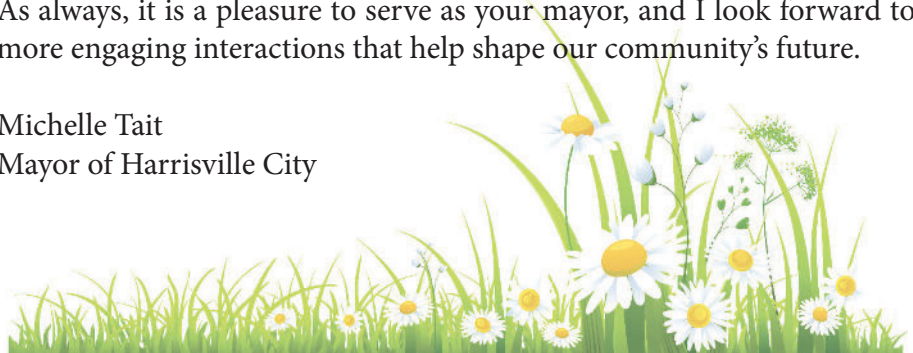 As always, it is a pleasure to serve as your mayor, and I look forward to
more engaging interactions that help shape our community’s future.
Michelle Tait
Mayor of Harrisville City